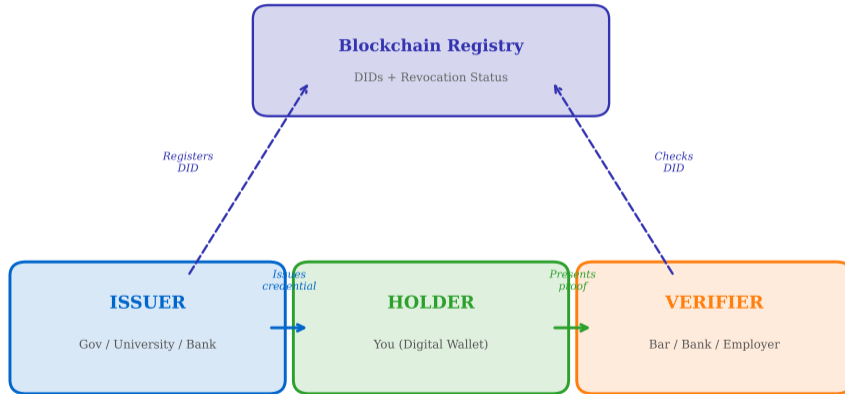 Blockchain Registry
DIDs + Revocation Status
Registers
DID
Checks
DID
Issues
credential
Presents
proof
ISSUER
HOLDER
VERIFIER
Gov / University / Bank
You (Digital Wallet)
Bar / Bank / Employer